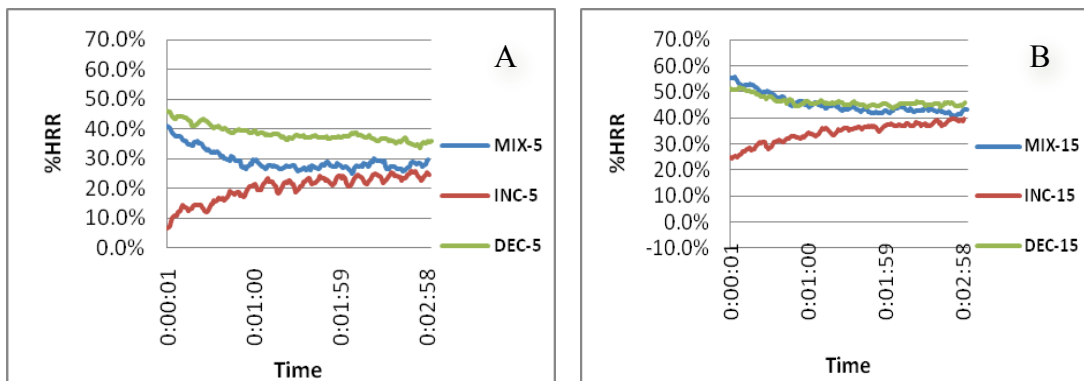 A
70.0%
60.0%
50.0%
40.0%
30.0%
20.0%
10.0%
0.0%
%HRR
MIX-5
INC-5
DEC-5
0:00:01
0:01:00
0:01:59
0:02:58
Time
B
70.0%
60.0%
50.0%
40.0%
30.0%
20.0%
10.0%
0.0%
-10.0%
%HRR
MIX-15
INC-15
DEC-15
0:00:01
0:01:00
0:01:59
0:02:58
Time